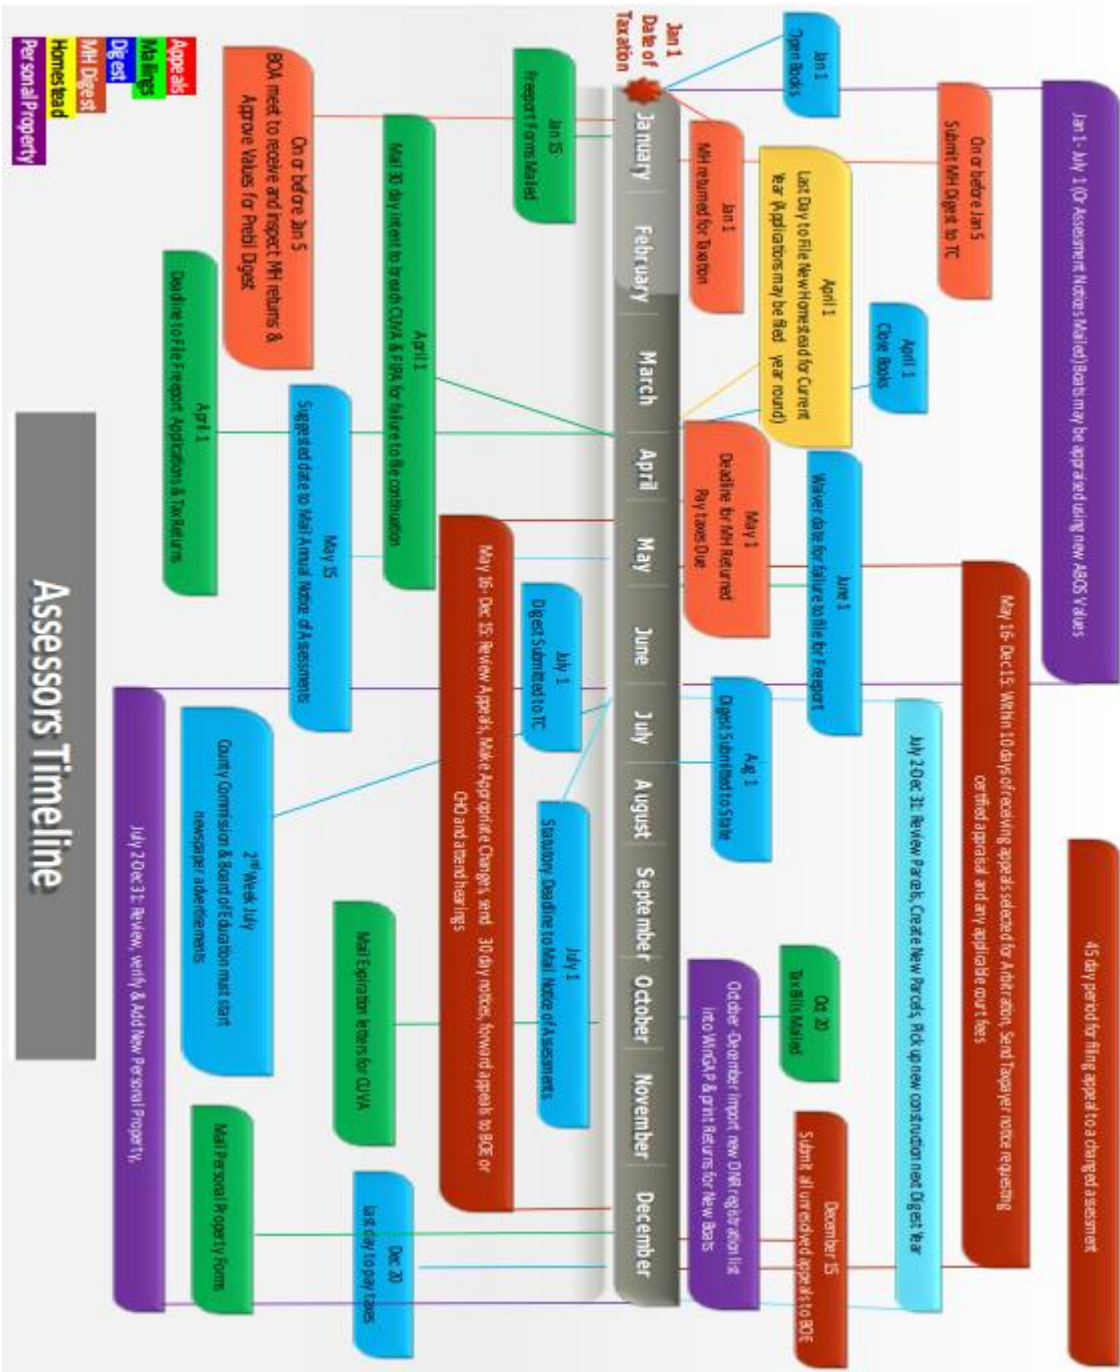 Assessors Timeline
45 day period for filing appeal to a changed assessment
Jan 1 - July 1 (Or Assessment Notices Mailed) Boats may be appraised using new ABOS Values
May 16- Dec 15: Within 10 days of receiving appeals selected for Arbitration, Send Taxpayer notice requesting
certified appraisal and any applicable court fees
On or before Jan 5
Submit MH Digest to TC
July 2-Dec 31: Review Parcels, Create New Parcels, Pick up new construction next Digest Year
April 1
Close Books
Jan 1
Open Books
April 1
Last Day to File New Homestead for Current
Year (Applications may be filed year round)
June 1
Waiver date for failure to file for Freeport
Oct 20
Tax Bills Mailed
December 15
Submit all unresolved appeals to BOE
Aug 1
Digest Submitted to State
Jan 1
MH returned for Taxation
May 1
Deadline for MH Returned
Pay taxes Due
October -December Import new DNR registration list
into WinGAP & print Returns for New Boats
Jan 1
Date of
Taxation
January
February
March
April
May
June
July
August
September
October
November
December
Jan 15
Freeport Forms Mailed
July 1
Digest Submitted to TC
July 1
Statutory Deadline to Mail Notice of Assessments
May 16- Dec 15: Review Appeals, Make Appropriate Changes, send 30 day notices, forward appeals to BOE or
CHO and attend hearings
April 1
Mail 30 day intent to breach CUVA & FLPA for failure to file continuation
Mail Expiration letters for CUVA
Dec 20
last day to pay taxes
May 15
Suggested date to Mail Annual Notice of Assessments
On or before Jan 5
BOA meet to receive and inspect MH returns &
Approve Values for Prebill Digest
2nd Week July
County Commission & Board of Education must start
newspaper advertisements
Mail Personal Property Forms
April 1
Deadline to File Freeport Applications & Tax Returns
July 2-Dec 31: Review, verify & Add New Personal Property,
Appeals
Mailings
Digest
MH Digest
Homestead
Personal Property